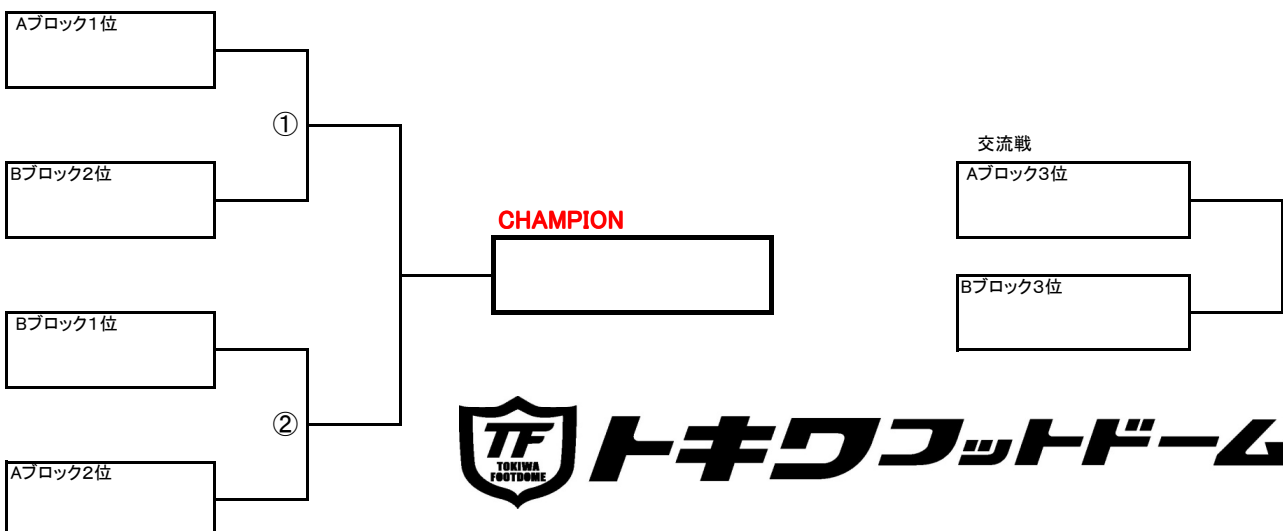 Aブロック1位
①
Bブロック2位
CHAMPION
Bブロック1位
②
Aブロック2位
交流戦
Aブロック3位
Bブロック3位
TF
TOKIWA
FOOTDOME
トキワフットドーム